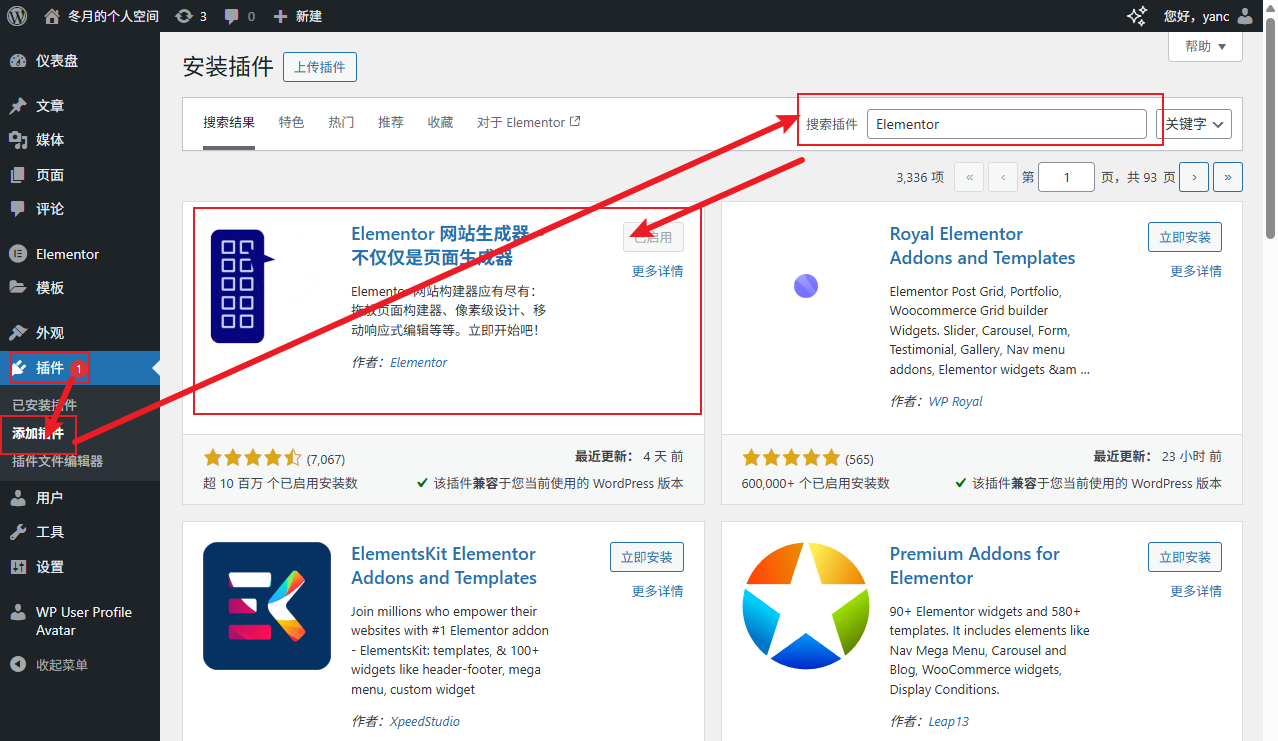 冬月的个人空间
3
0
新建
您好，yanc
帮助
仪表盘
文章
媒体
页面
评论
Elementor
模板
外观
插件 1
已安装插件
添加插件
插件文件编辑器
用户
工具
设置
WP User Profile
Avatar
收起菜单
安装插件
上传插件
搜索结果
特色
热门
推荐
收藏
对于 Elementor
搜索插件
Elementor
关键字
3,336 项
«
‹
第
1
页，共 93 页
›
»
Elementor 网站生成器
不仅仅是页面生成器
已启用
更多详情
Elementor 网站构建器应有尽有：
拖放页面构建器、像素级设计、移
动响应式编辑等等。立即开始吧！
作者：Elementor
(7,067)
最近更新： 4 天 前
超 10 百万 个已启用安装数
该插件兼容于您当前使用的 WordPress 版本
Royal Elementor
Addons and Templates
立即安装
更多详情
Elementor Post Grid, Portfolio,
Woocommerce Grid builder
Widgets. Slider, Carousel, Form,
Testimonial, Gallery, Nav menu
addons, Elementor widgets &am ...
作者：WP Royal
(565)
最近更新： 23 小时 前
600,000+ 个已启用安装数
该插件兼容于您当前使用的 WordPress 版本
ElementsKit Elementor
Addons and Templates
立即安装
更多详情
Join millions who empower their
websites with #1 Elementor addon
- ElementsKit: templates, & 100+
widgets like header-footer, mega
menu, custom widget
作者：XpeedStudio
Premium Addons for
Elementor
立即安装
更多详情
90+ Elementor widgets and 580+
templates. It includes elements like
Nav Mega Menu, Carousel and
Blog, WooCommerce widgets,
Display Conditions.
作者：Leap13